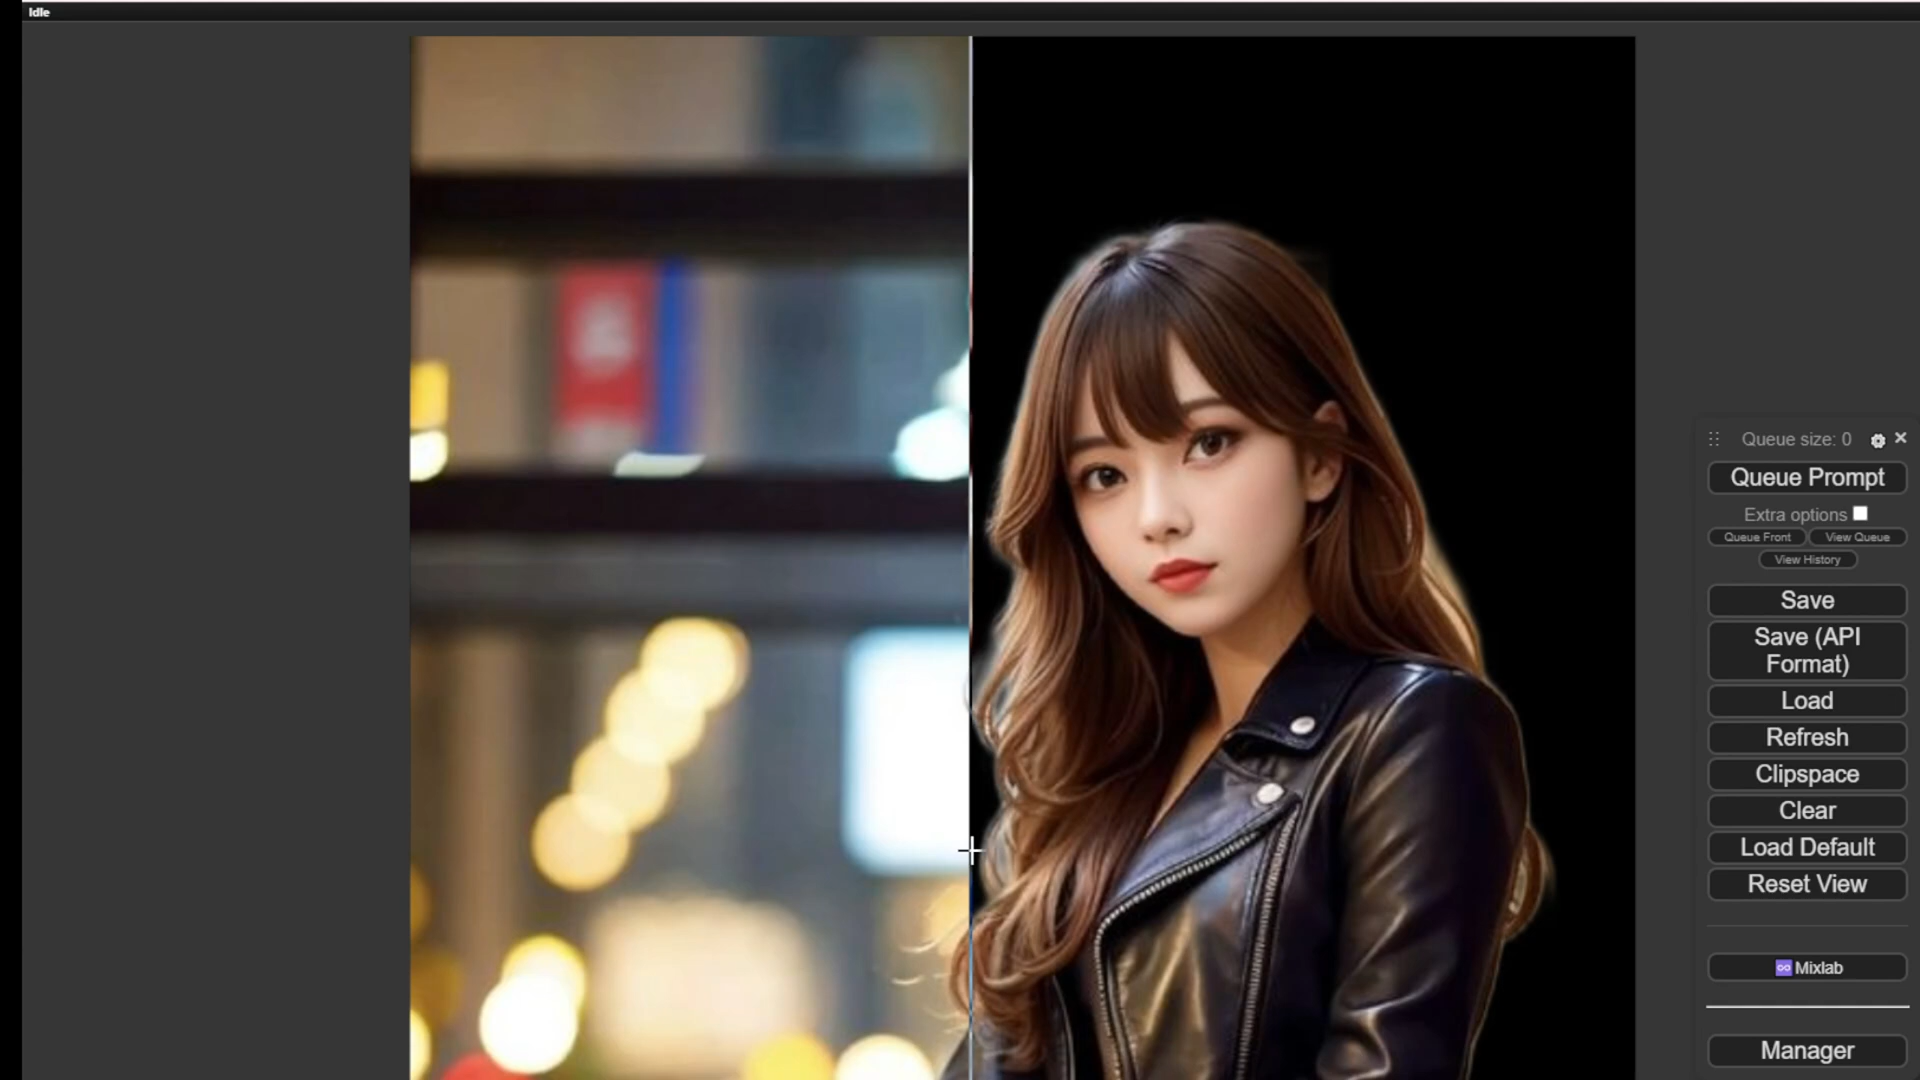 Idle
Queue size: 0
Queue Prompt
Extra options
Queue Front
View Queue
View History
Save
Save (API
Format)
Load
Refresh
Clipspace
Clear
Load Default
Reset View
Mixlab
Manager